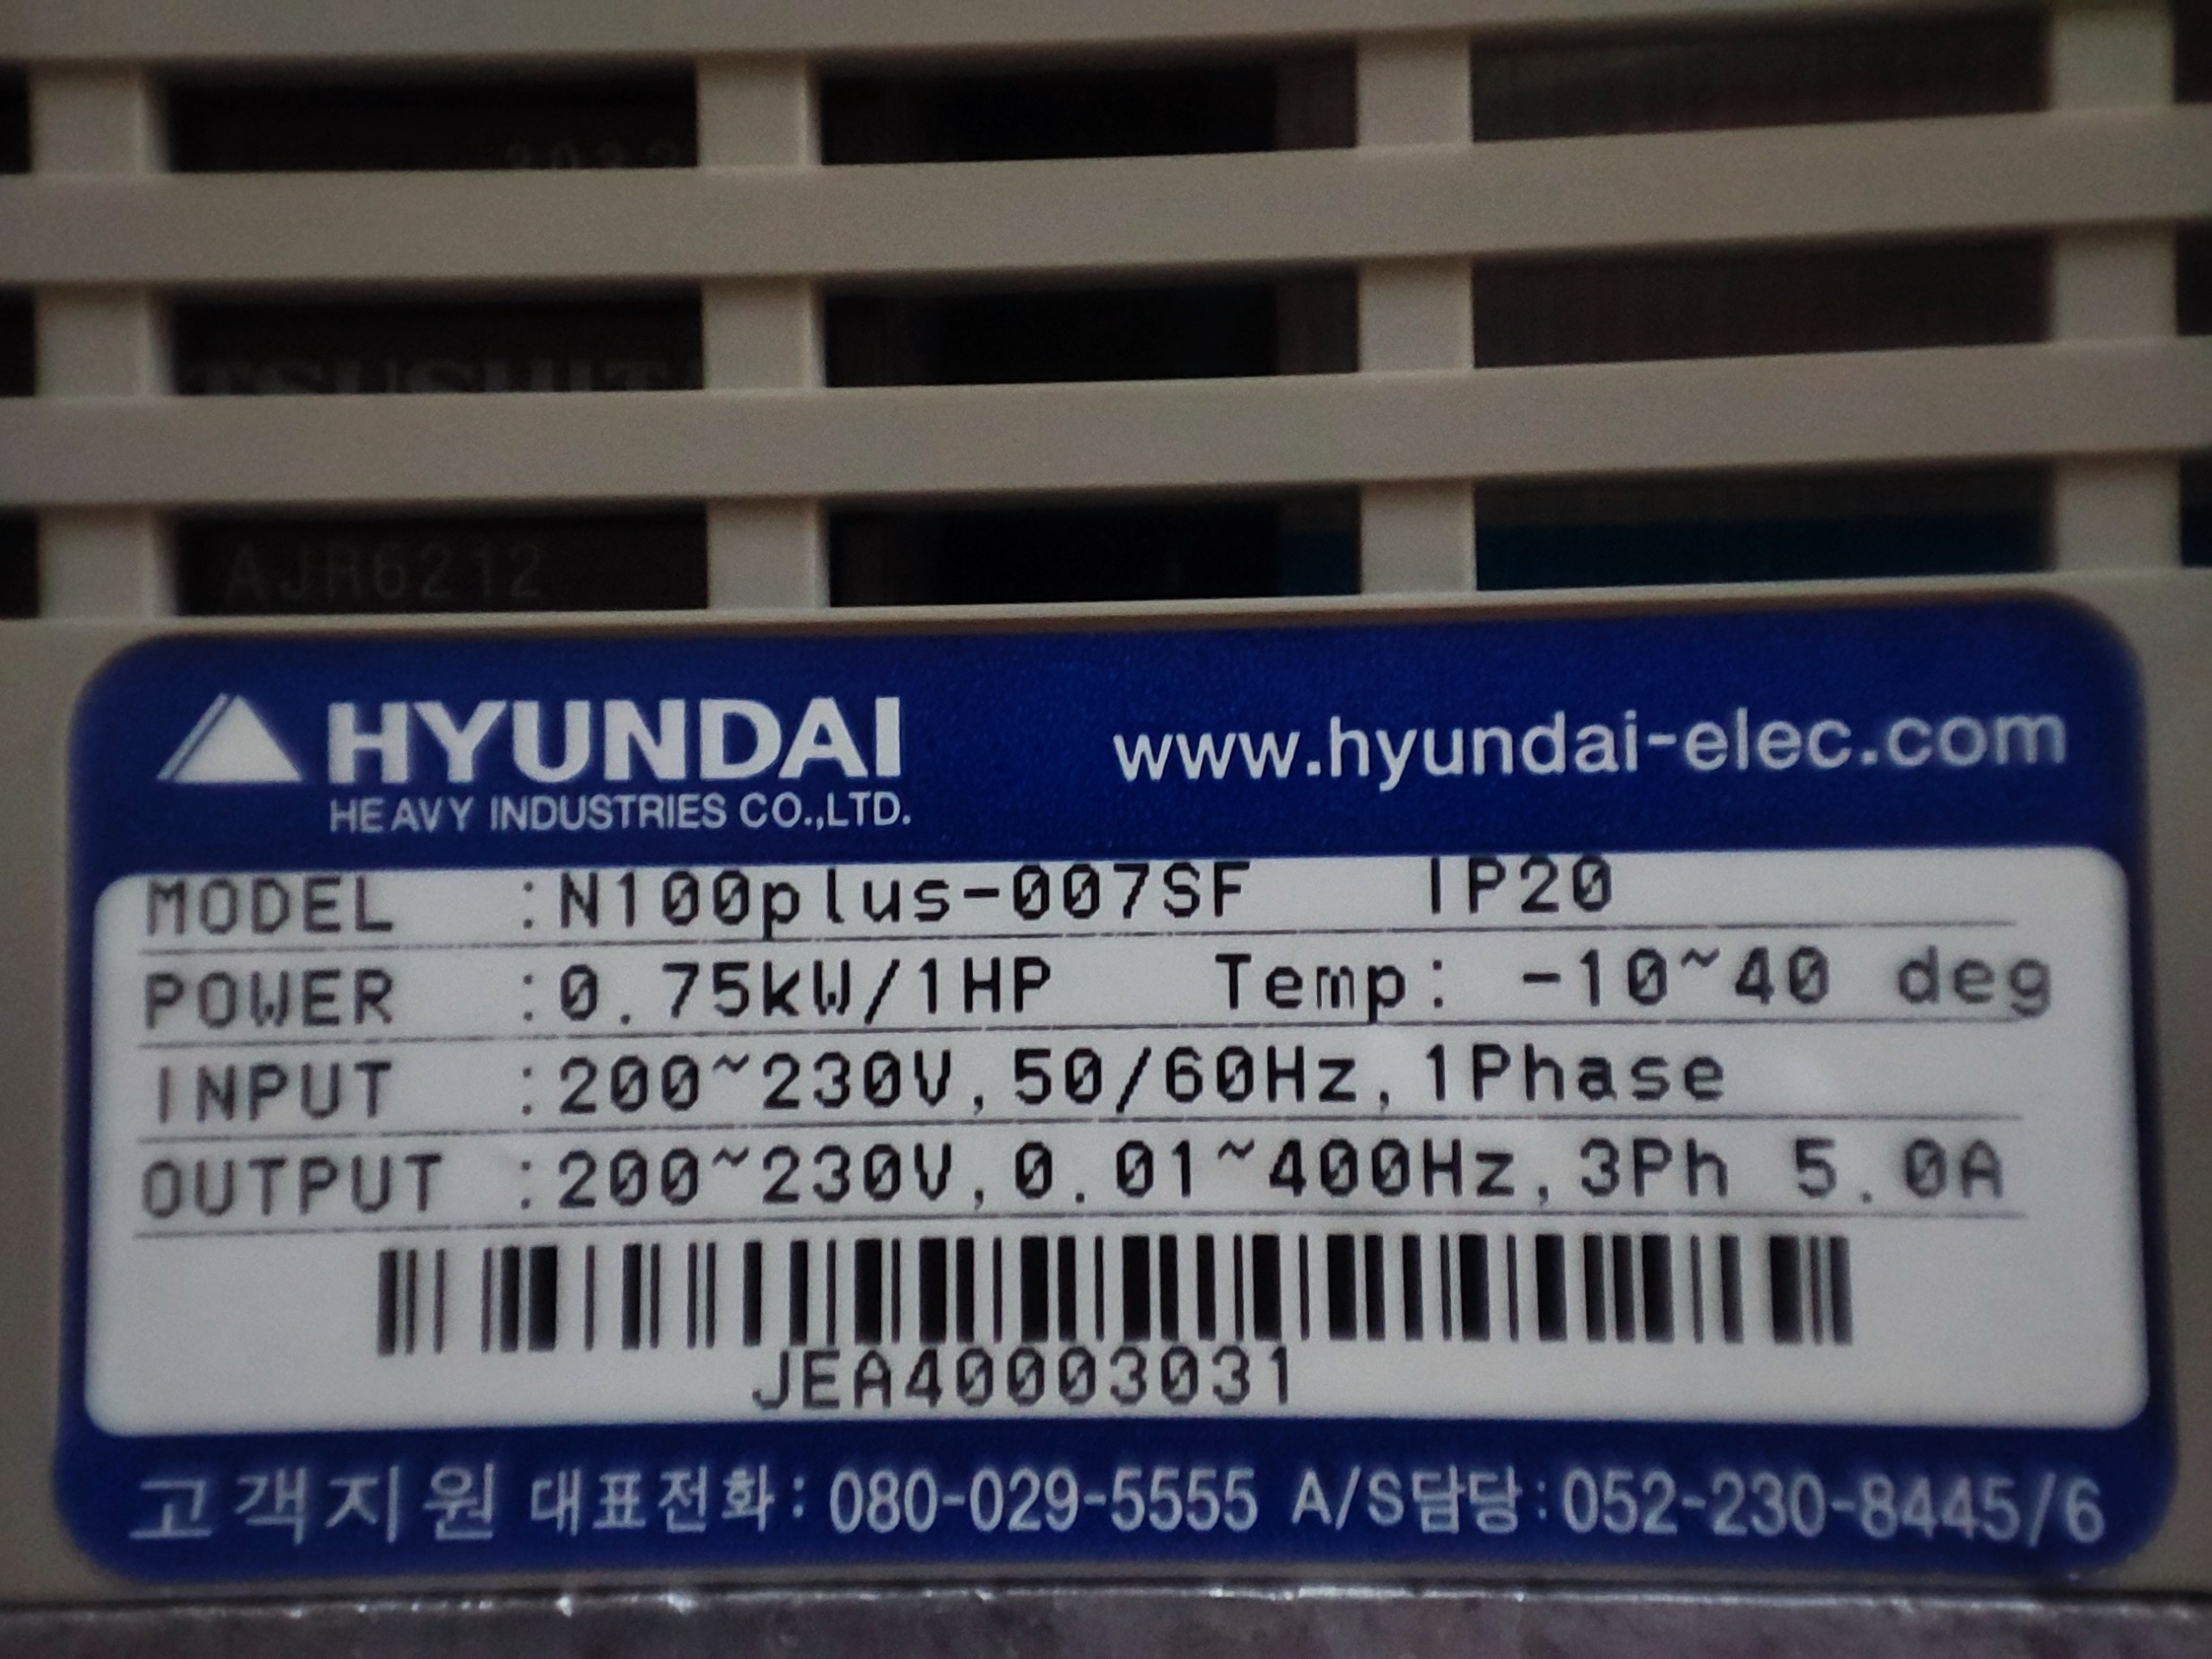 AJR6212
HYUNDAI
HEAVY INDUSTRIES CO.,LTD.
www.hyundai-elec.com
MODEL :N100plus-007SF IP20
POWER :0.75kW/1HP Temp: -10~40 deg
INPUT :200~230V,50/60Hz,1Phase
OUTPUT :200~230V,0.01~400Hz,3Ph 5.0A
JEA40003031
고객지원 대표전화: 080-029-5555 A/S담당:052-230-8445/6